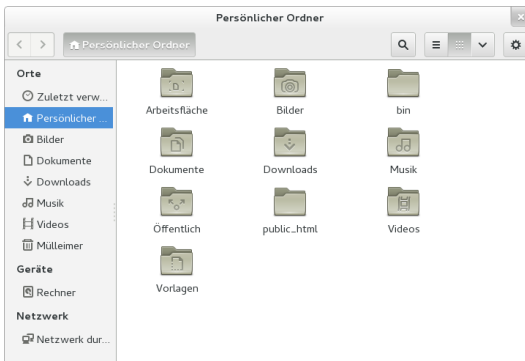 Persönlicher Ordner
Persönlicher Ordner
Orte
Zuletzt verw...
Persönlicher ...
Bilder
Dokumente
Downloads
Musik
Videos
Mülleimer
Geräte
Rechner
Netzwerk
Netzwerk dur...
Arbeitsfläche
Bilder
bin
Dokumente
Downloads
Musik
Öffentlich
public_html
Videos
Vorlagen